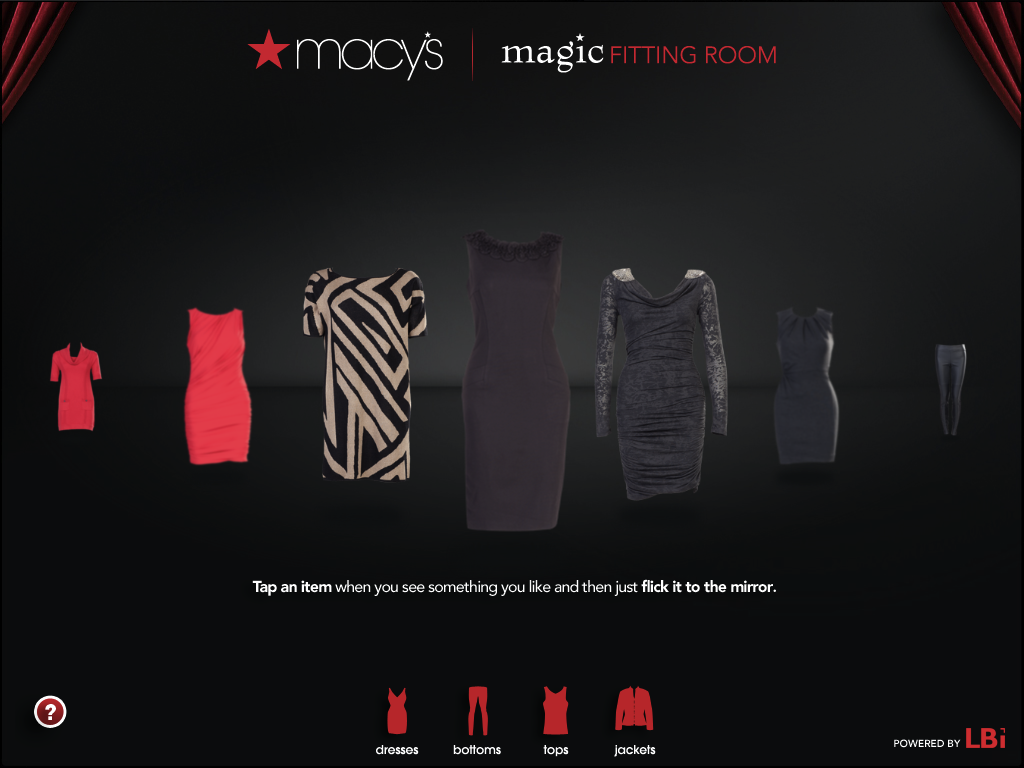 macy's
magic FITTING ROOM
Tap an item when you see something you like and then just flick it to the mirror.
?
dresses
bottoms
tops
jackets
POWERED BY LBi